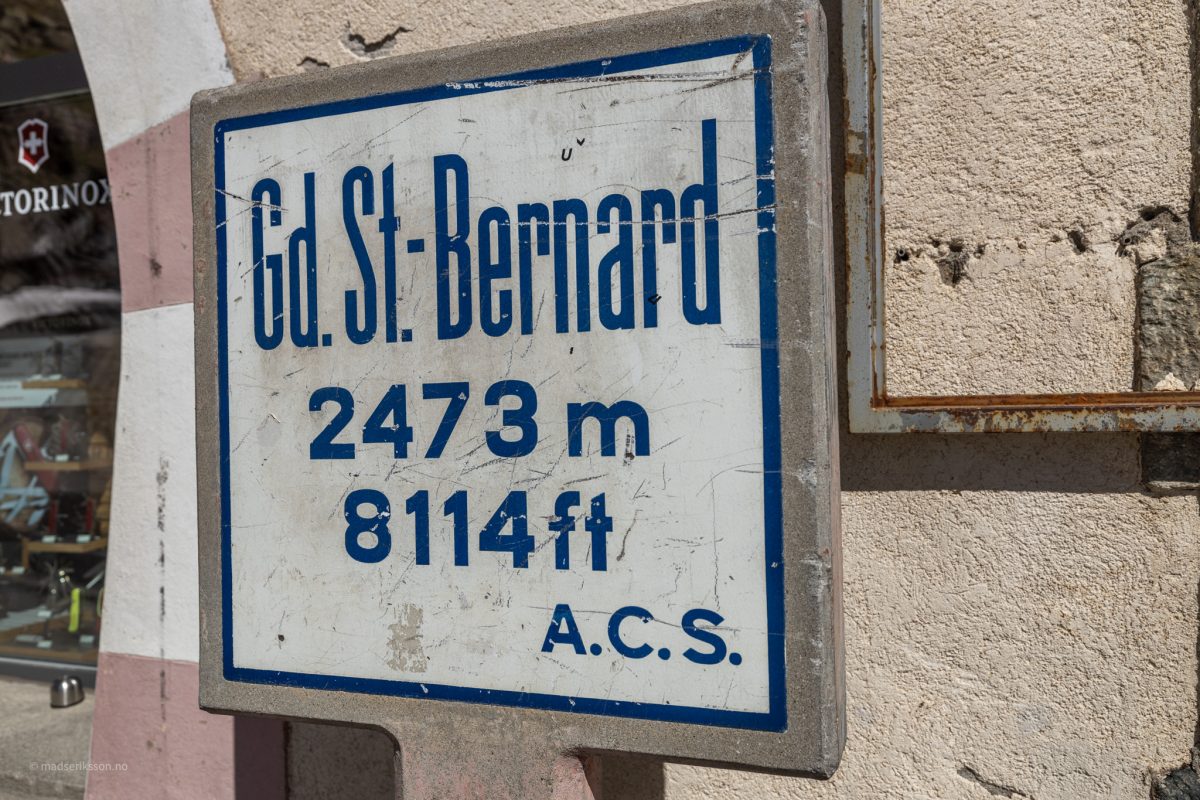 TORINOX
Gd. St.-Bernard
2473 m
8114 ft
A.C.S.
© madseriksson.no